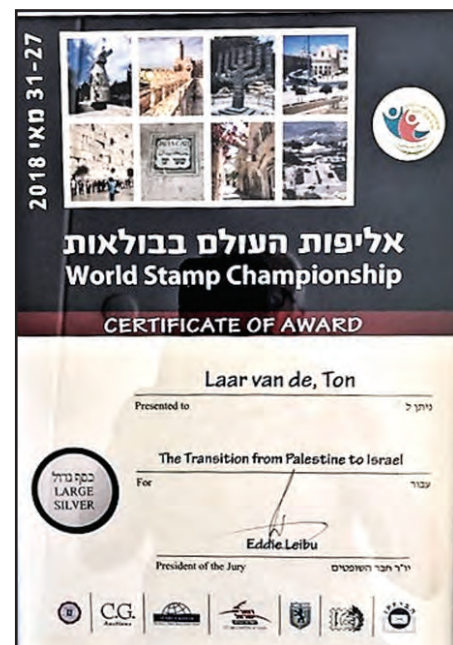 27-31 מאי 2018
אליפות העולם בבולאות
World Stamp Championship
CERTIFICATE OF AWARD
Laar van de, Ton
Presented to ניתן ל
The Transition from Palestine to Israel
For עבור
כסף גדול
LARGE
SILVER
Eddie Leibu
President of the Jury יו"ר חבר השופטים
C.G.
Auctions